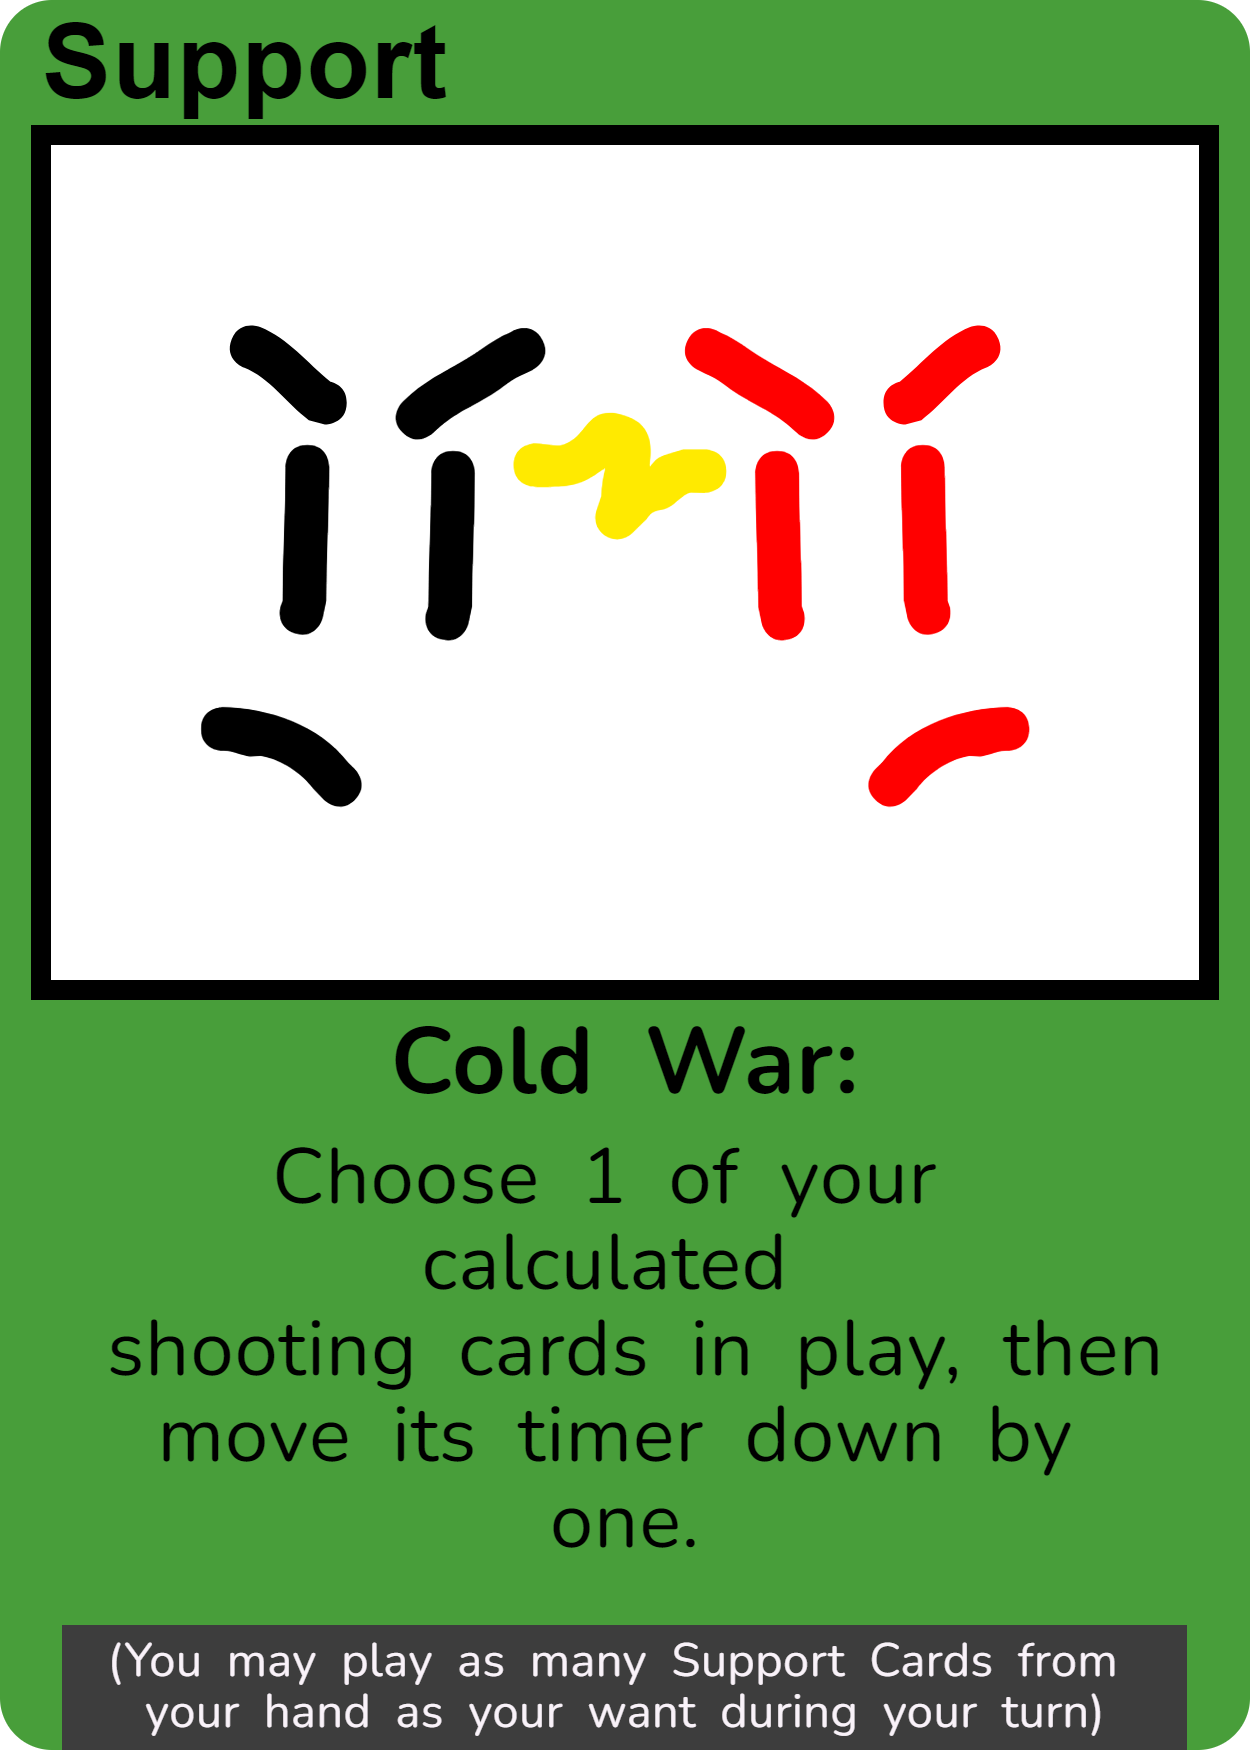 Support
Cold War:
Choose 1 of your
calculated
shooting cards in play, then
move its timer down by
one.
(You may play as many Support Cards from
your hand as your want during your turn)